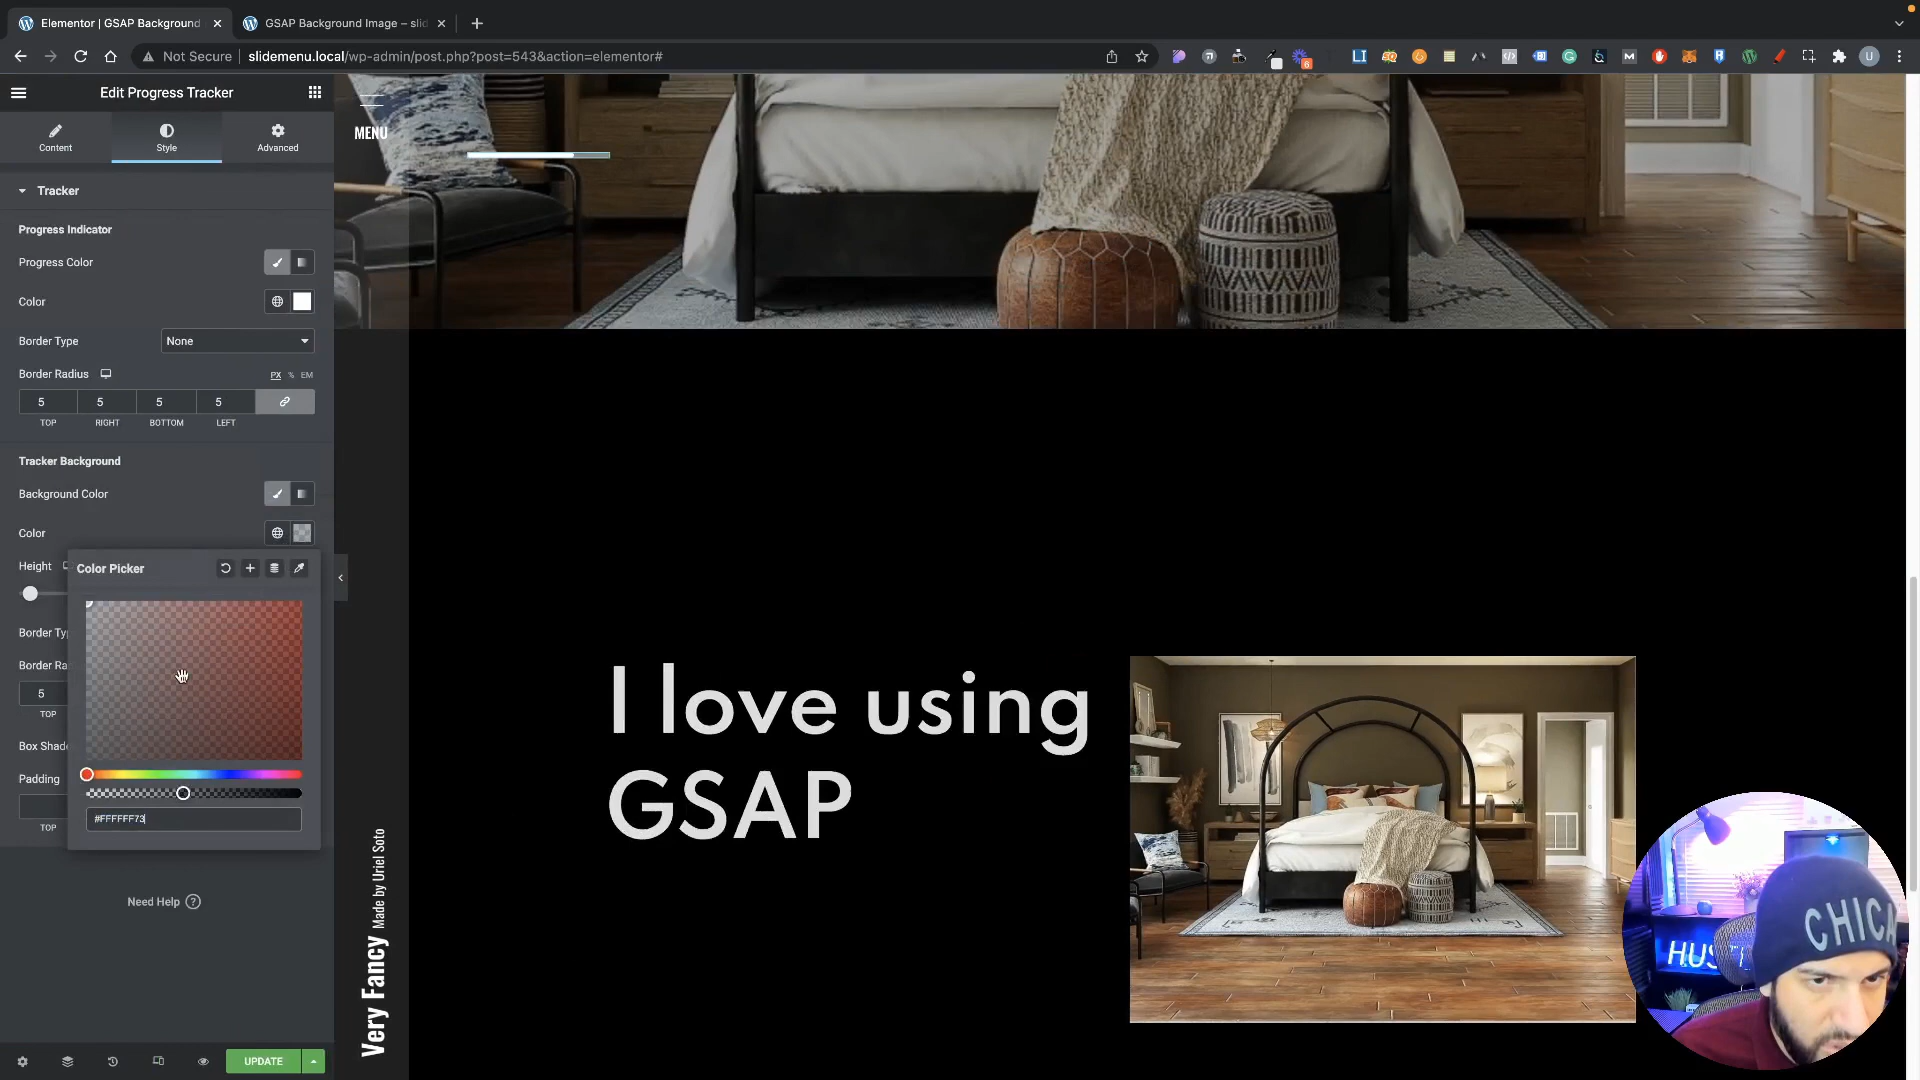 Elementor | GSAP Background
GSAP Background Image – slid
Not Secure
slidemenu.local/wp-admin/post.php?post=543&action=elementor#
6
U
Edit Progress Tracker
Content
Style
Advanced
Tracker
Progress Indicator
Progress Color
Color
Border Type
None
Border Radius
PX % EM
5 5 5 5
TOP RIGHT BOTTOM LEFT
Tracker Background
Background Color
Color
Height
Color Picker
Border Ty
Border Ra
5
TOP
Box Shad
Padding
TOP
#FFFFFF73
Need Help
UPDATE
MENU
Very Fancy Made by Uriel Soto
I love using
GSAP
CHICA
HUST